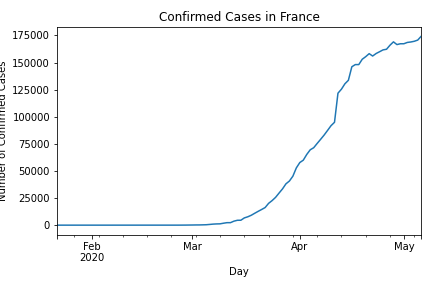 Confirmed Cases in France
Number of Confirmed Cases
175000
150000
125000
100000
75000
50000
25000
0
Feb
2020
Mar
Apr
May
Day